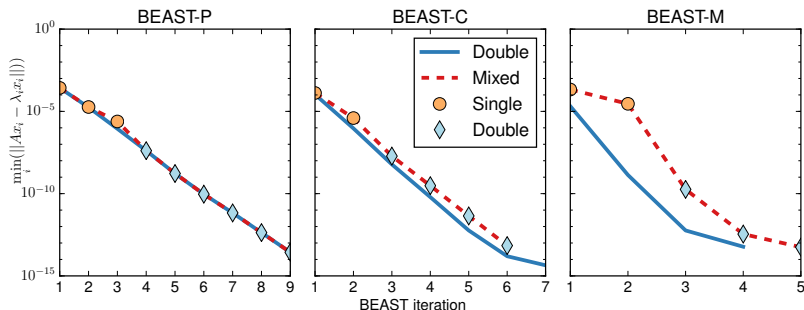 BEAST-P BEAST-C BEAST-M
min(||Ax_i − λ_i x_i||))
10^0
10^−5
10^−10
10^−15
Double
Mixed
Single
Double
1 2 3 4 5 6 7 8 9 1 2 3 4 5 6 7 1 2 3 4 5
BEAST iteration